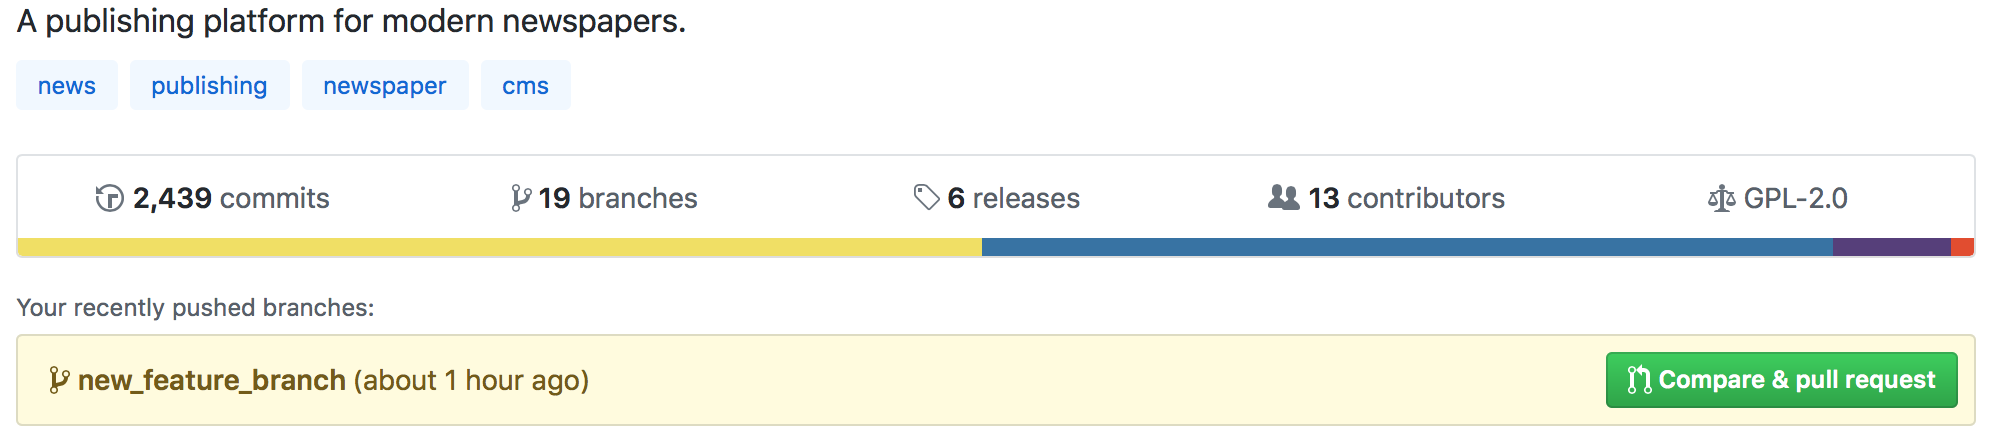 A publishing platform for modern newspapers.
news publishing newspaper cms
2,439 commits 19 branches 6 releases 13 contributors GPL-2.0
Your recently pushed branches:
new_feature_branch (about 1 hour ago) Compare & pull request